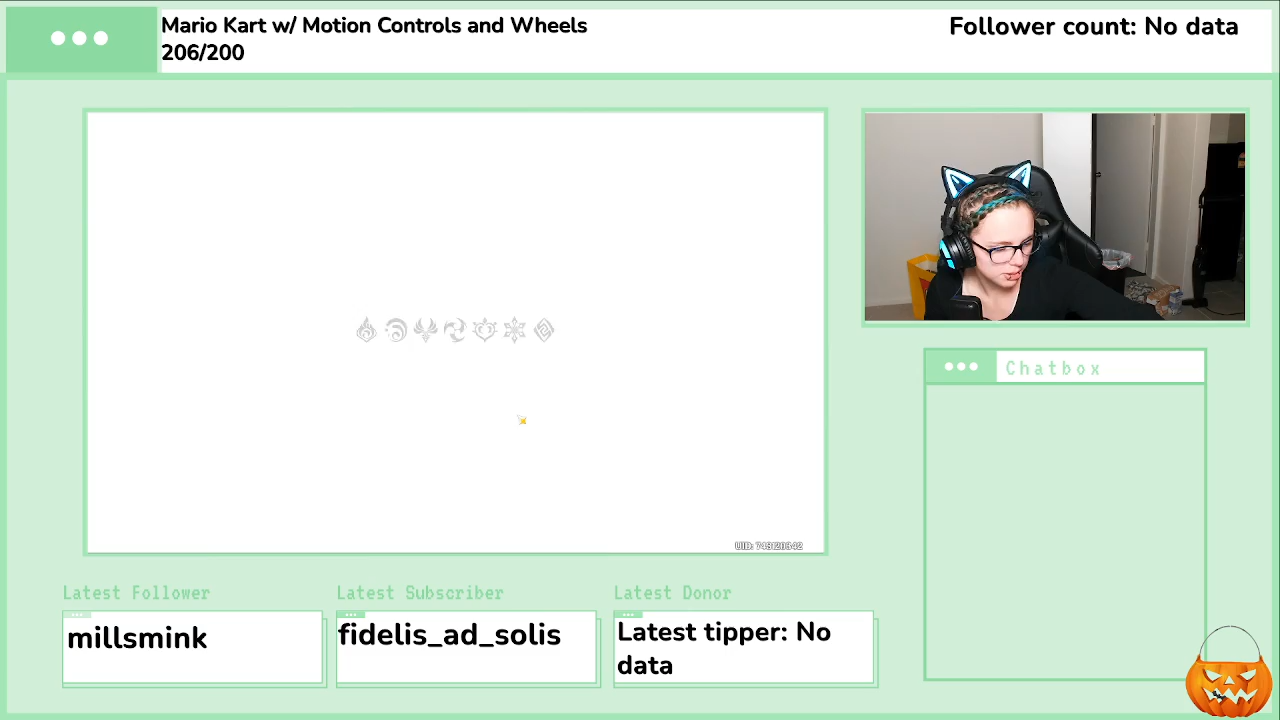 Mario Kart w/ Motion Controls and Wheels
206/200
Follower count: No data
Chatbox
Latest Follower
millsmink
Latest Subscriber
fidelis_ad_solis
Latest Donor
Latest tipper: No
data